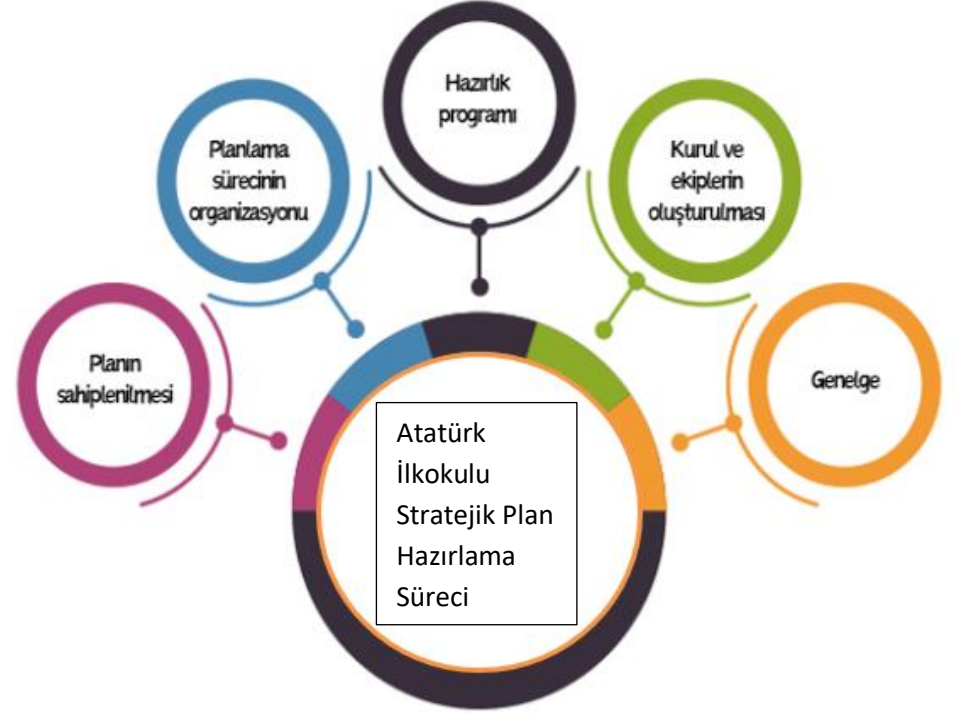 Hazırlık
programı
Planlama
sürecinin
organizasyonu
Kurul ve
ekiplerin
oluşturulması
Planın
sahiplenilmesi
Genelge
Atatürk
İlkokulu
Stratejik Plan
Hazırlama
Süreci